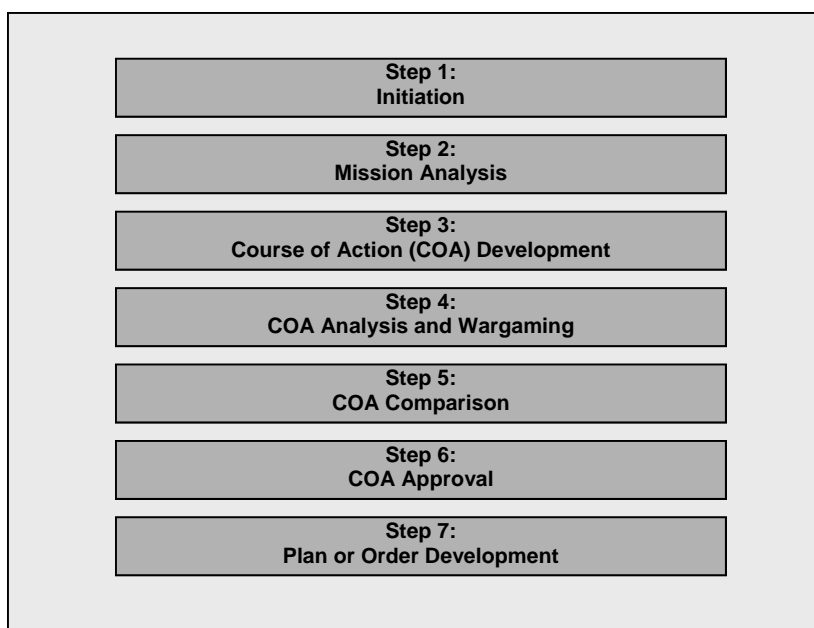 Step 1:
Initiation
Step 2:
Mission Analysis
Step 3:
Course of Action (COA) Development
Step 4:
COA Analysis and Wargaming
Step 5:
COA Comparison
Step 6:
COA Approval
Step 7:
Plan or Order Development